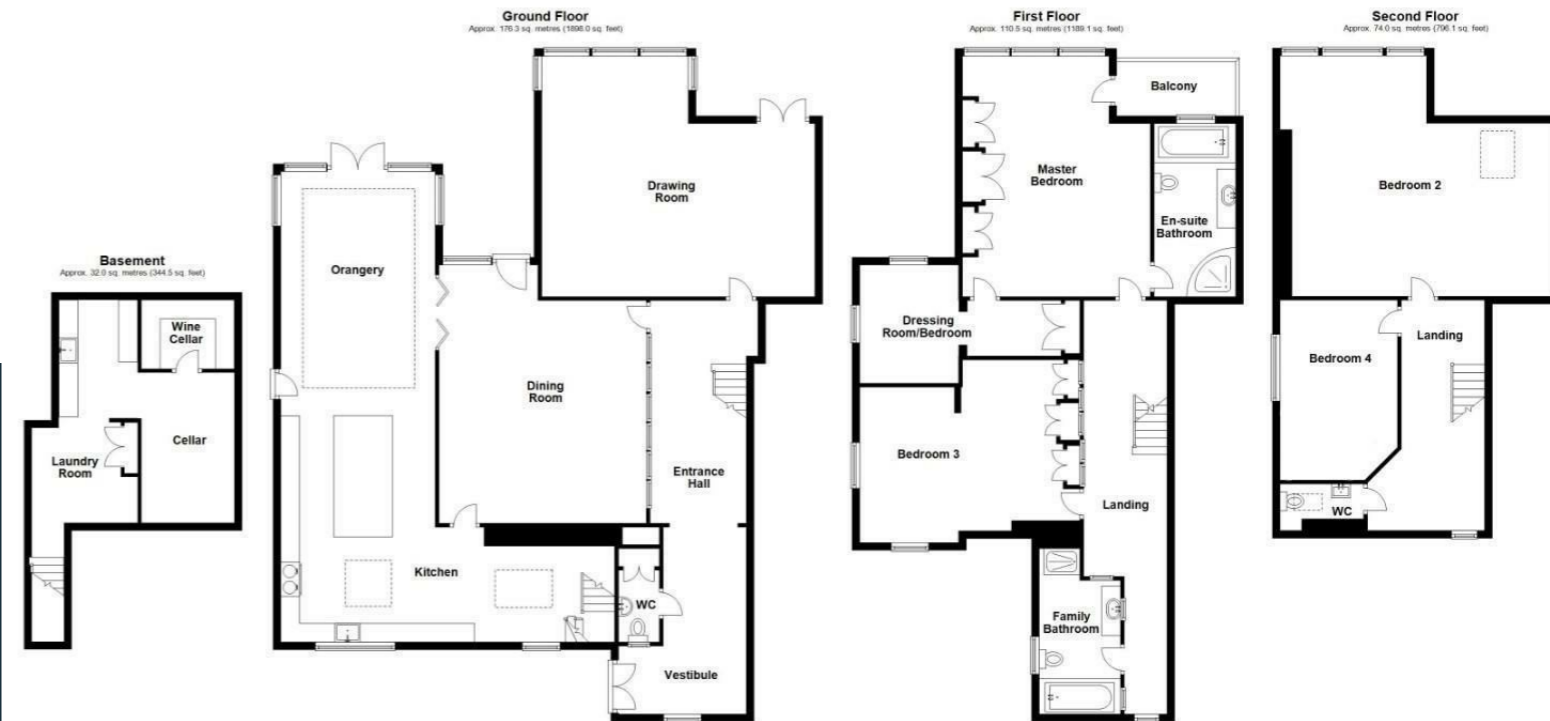 Basement
Approx. 32.0 sq. metres (344.5 sq. feet)
Wine
Cellar
Cellar
Laundry
Room
Ground Floor
Approx. 176.3 sq. metres (1898.0 sq. feet)
Drawing
Room
Orangery
Dining
Room
Entrance
Hall
Kitchen
WC
Vestibule
First Floor
Approx. 110.5 sq. metres (1189.1 sq. feet)
Balcony
Master
Bedroom
En-suite
Bathroom
Dressing
Room/Bedroom
Bedroom 3
Landing
Family
Bathroom
Second Floor
Approx. 74.0 sq. metres (796.1 sq. feet)
Bedroom 2
Landing
Bedroom 4
WC